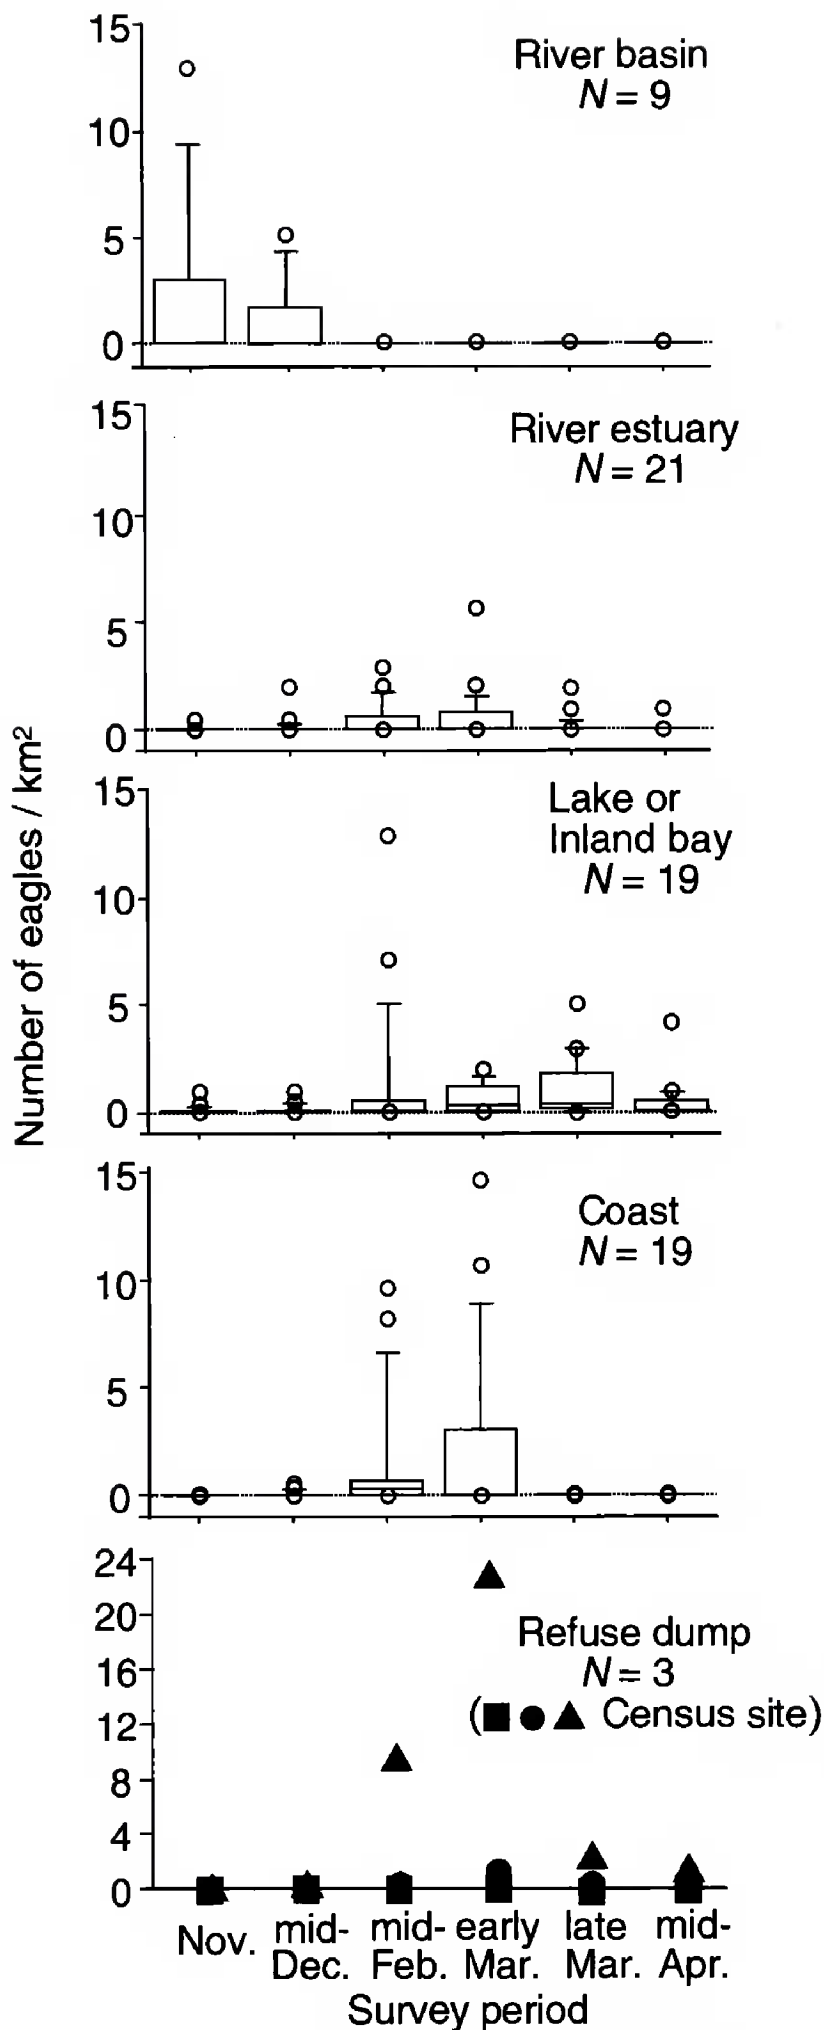 15
10
5
0
River basin
N = 9
15
10
5
0
River estuary
N = 21
Number of eagles / km²
15
10
5
0
Lake or
Inland bay
N = 19
15
10
5
0
Coast
N = 19
24
20
16
12
8
4
0
Refuse dump
N = 3
(■ ● ▲ Census site)
Nov. mid- mid- early late mid-
Dec. Feb. Mar. Mar. Apr.
Survey period